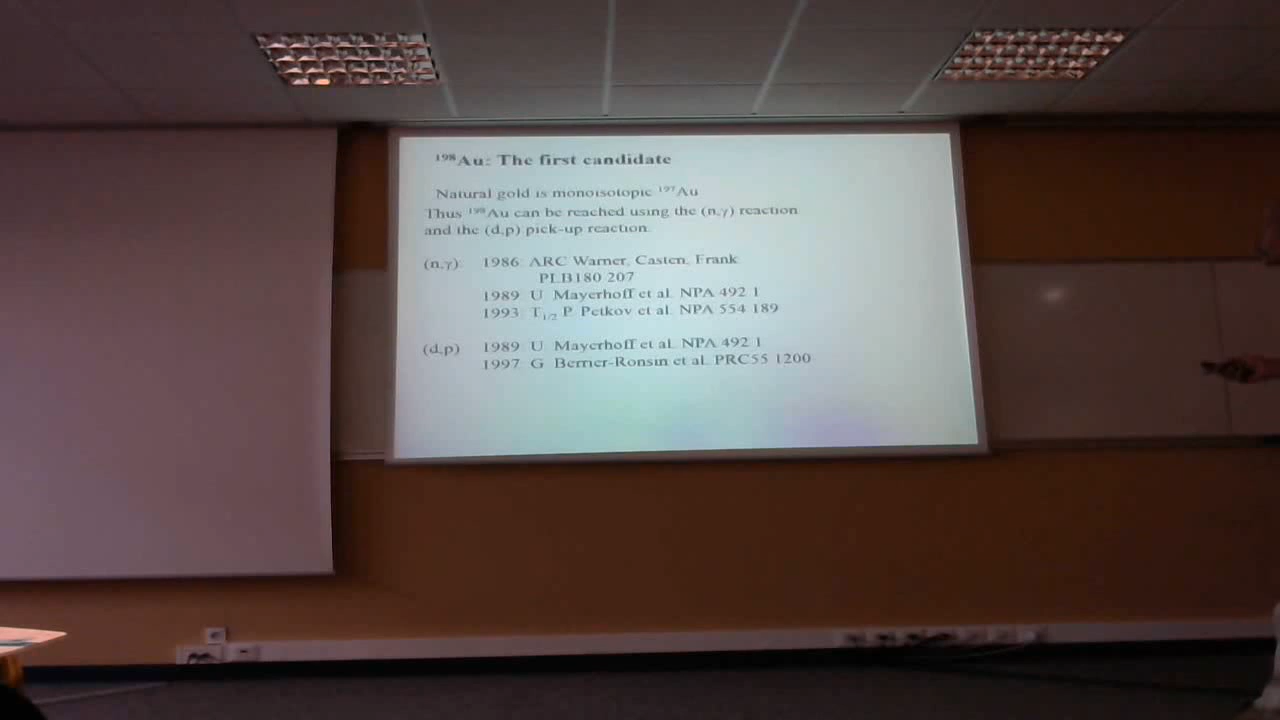 ¹⁹⁸Au: The first candidate
Natural gold is monoisotopic ¹⁹⁷Au
Thus ¹⁹⁸Au can be reached using the (n,γ) reaction
and the (d,p) pick-up reaction.
(n,γ) 1986: ARC Warner, Casten, Frank
PLB180 207
1989: U. Mayerhoff et al. NPA 492 1
1993: T₁/₂ P. Petkov et al. NPA 554 189
(d,p) 1989: U. Mayerhoff et al. NPA 492 1
1997: G. Berrier-Ronsin et al. PRC55 1200